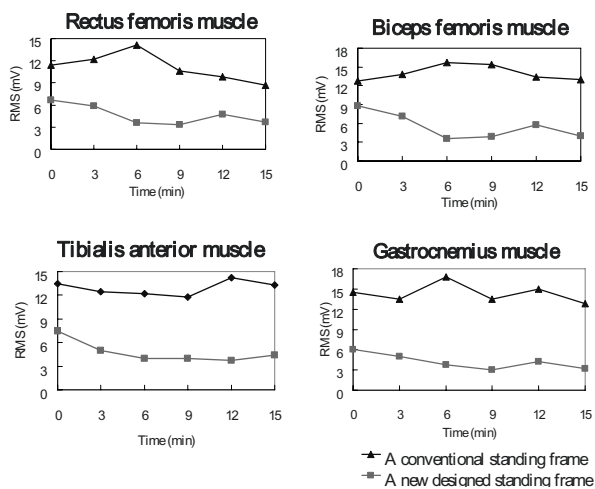 Rectus femoris muscle
15
12
9
6
3
0
RMS (mV)
0 3 6 9 12 15
Time (min)
Biceps femoris muscle
18
15
12
9
6
3
0
RMS (mV)
0 3 6 9 12 15
Time (min)
Tibialis anterior muscle
15
12
9
6
3
0
RMS (mV)
0 3 6 9 12 15
Time (min)
Gastrocnemius muscle
18
15
12
9
6
3
0
RMS (mV)
0 3 6 9 12 15
Time (min)
A conventional standing frame
A new designed standing frame